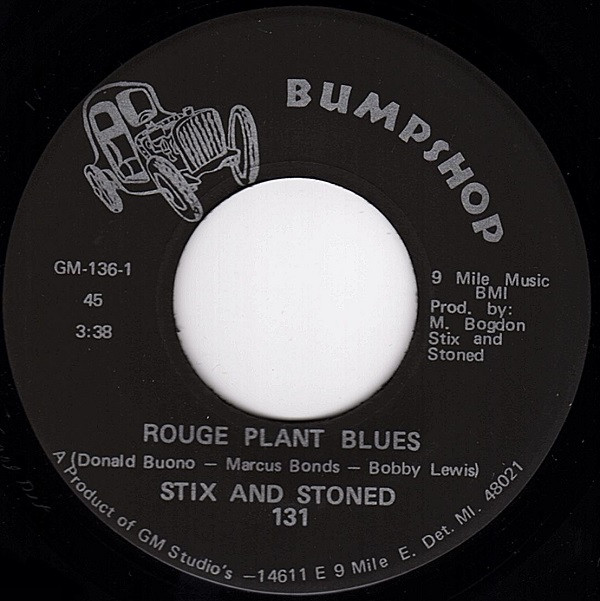 BUMPSHOP
GM-136-1
45
3:38
9 Mile Music
BMI
Prod. by:
M. Bogdon
Stix and
Stoned
ROUGE PLANT BLUES
(Donald Buono — Marcus Bonds — Bobby Lewis)
STIX AND STONED
131
A Product of GM Studio's —14611 E 9 Mile E. Det. MI. 48021